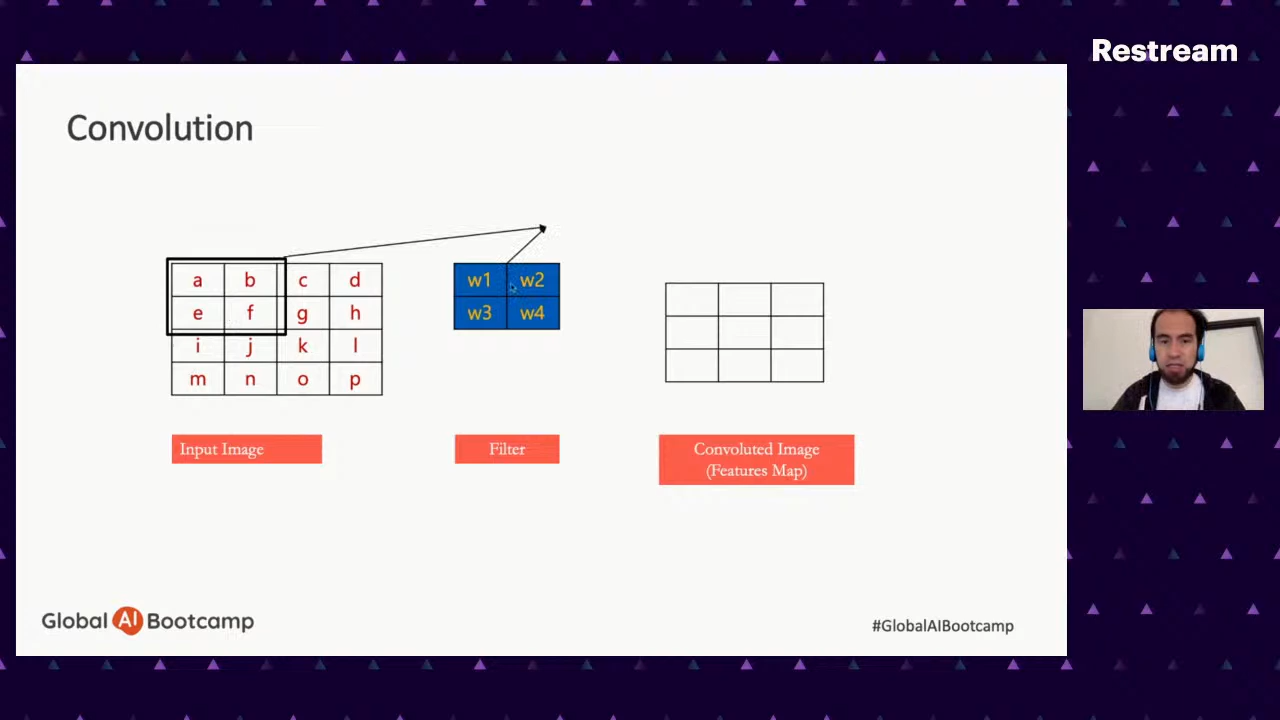 Restream
Convolution
a b c d
e f g h
i j k l
m n o p
w1 w2
w3 w4
Input Image
Filter
Convoluted Image
(Features Map)
Global AI Bootcamp
#GlobalAIBootcamp